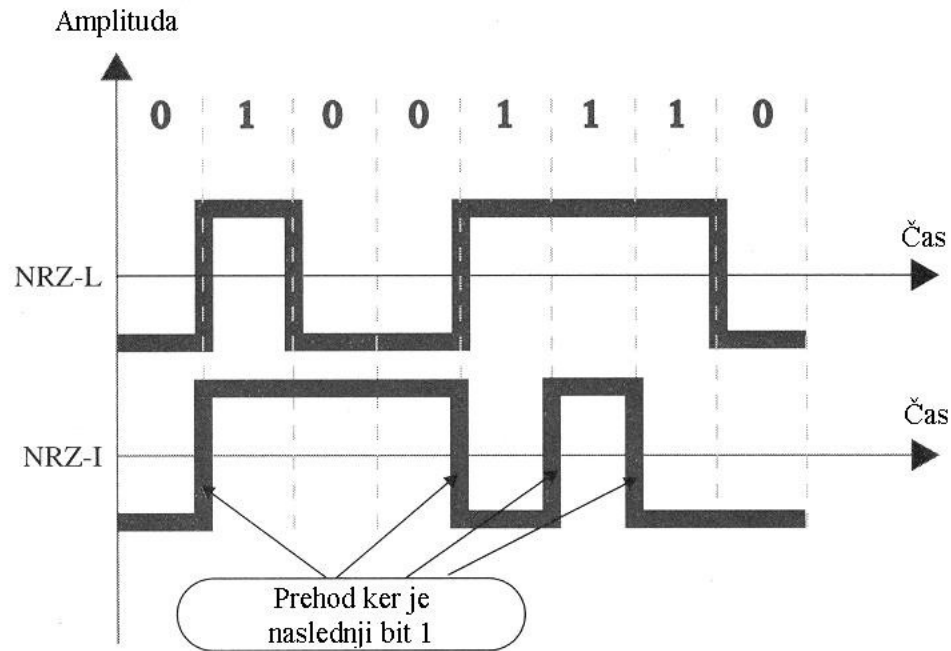 Amplituda
0 1 0 0 1 1 1 0
Čas
NRZ-L
Čas
NRZ-I
Prehod ker je
naslednji bit 1